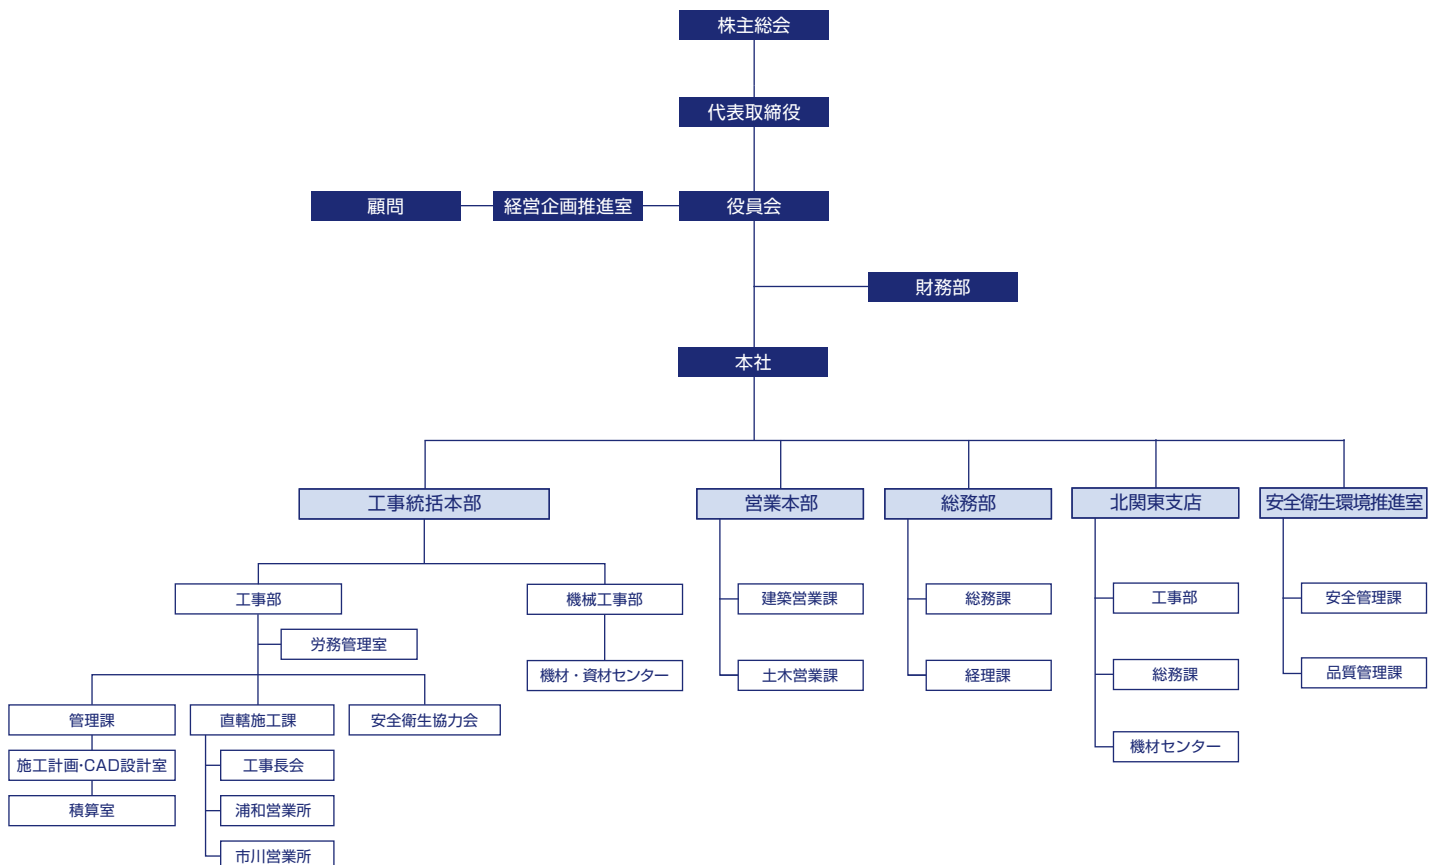 株主総会
代表取締役
顧問
経営企画推進室
役員会
財務部
本社
工事統括本部
営業本部
総務部
北関東支店
安全衛生環境推進室
工事部
機械工事部
建築営業課
総務課
工事部
安全管理課
労務管理室
機材・資材センター
土木営業課
経理課
総務課
品質管理課
管理課
直轄施工課
安全衛生協力会
機材センター
施工計画・CAD設計室
工事長会
積算室
浦和営業所
市川営業所